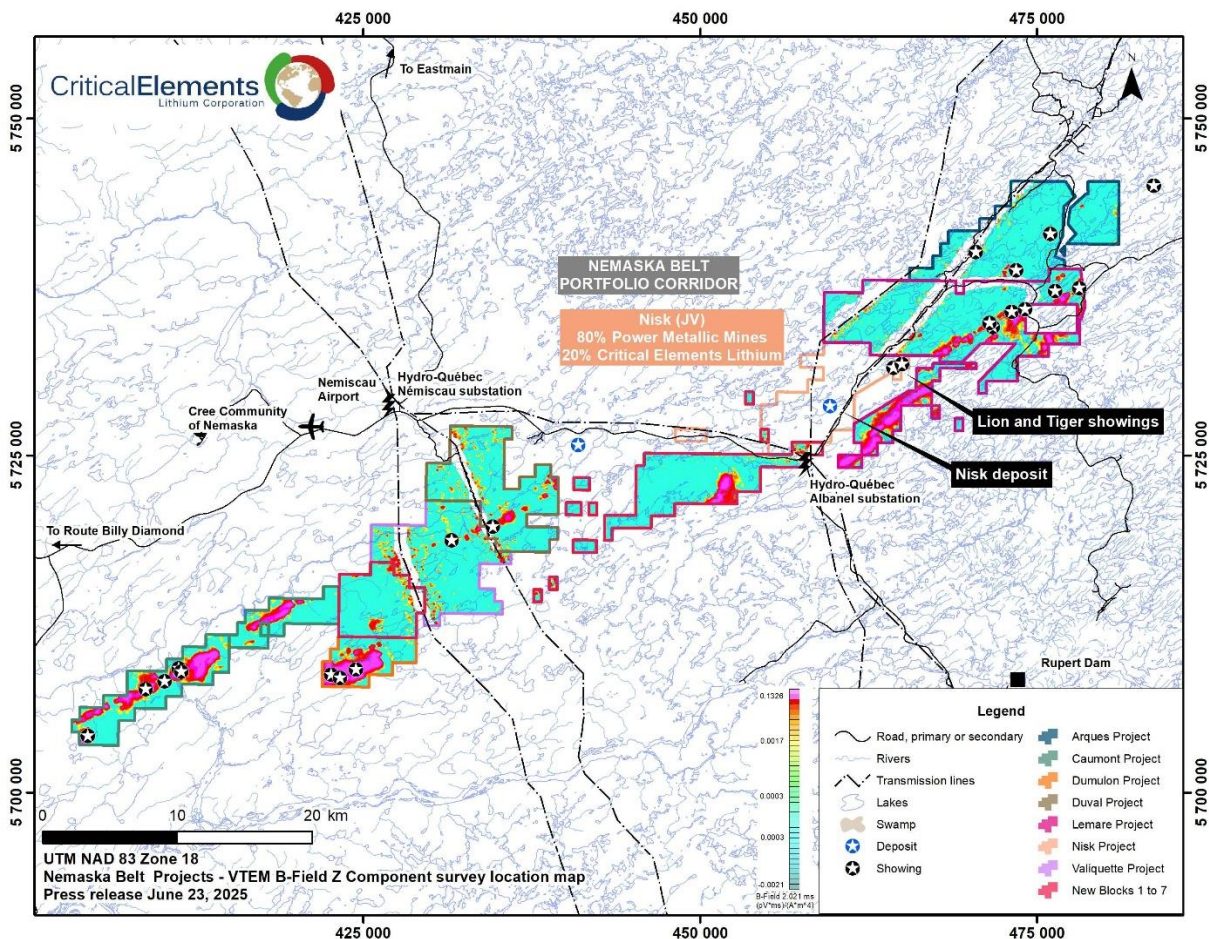 425 000
450 000
475 000
CriticalElements
Lithium Corporation
To Eastmain
N
5 750 000
5 750 000
NEMASKA BELT
PORTFOLIO CORRIDOR
Nisk (JV)
80% Power Metallic Mines
20% Critical Elements Lithium
Nemiscau
Airport
Hydro-Québec
Némiscau substation
Cree Community
of Nemaska
Lion and Tiger showings
5 725 000
5 725 000
Nisk deposit
Hydro-Québec
Albanel substation
To Route Billy Diamond
Rupert Dam
0.1326
0.0017
0.0003
0.0003
-0.0021
B-Field 2.021 ms
(pV*ms)/(A*m^4)
Legend
Road, primary or secondary
Rivers
Transmission lines
Lakes
Swamp
Deposit
Showing
Arques Project
Caumont Project
Dumulon Project
Duval Project
Lemare Project
Nisk Project
Valiquette Project
New Blocks 1 to 7
5 700 000
5 700 000
0
10
20 km
UTM NAD 83 Zone 18
Nemaska Belt Projects - VTEM B-Field Z Component survey location map
Press release June 23, 2025
425 000
450 000
475 000